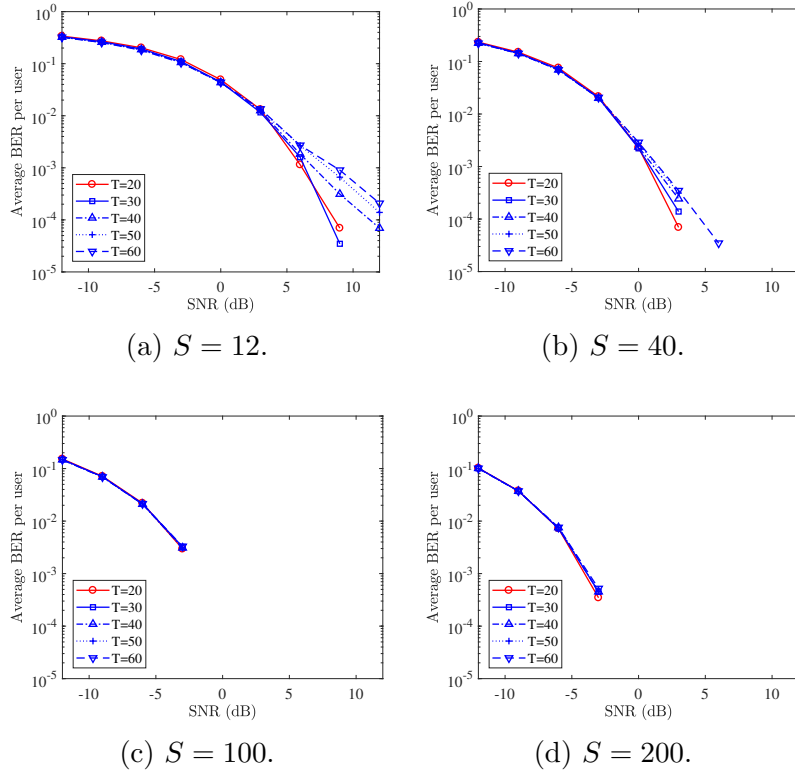 10^0
10^-1
10^-2
10^-3
10^-4
10^-5
Average BER per user
T=20
T=30
T=40
T=50
T=60
-10 -5 0 5 10
SNR (dB)
(a) S = 12.
10^0
10^-1
10^-2
10^-3
10^-4
10^-5
Average BER per user
T=20
T=30
T=40
T=50
T=60
-10 -5 0 5 10
SNR (dB)
(b) S = 40.
10^0
10^-1
10^-2
10^-3
10^-4
10^-5
Average BER per user
T=20
T=30
T=40
T=50
T=60
-10 -5 0 5 10
SNR (dB)
(c) S = 100.
10^0
10^-1
10^-2
10^-3
10^-4
10^-5
Average BER per user
T=20
T=30
T=40
T=50
T=60
-10 -5 0 5 10
SNR (dB)
(d) S = 200.